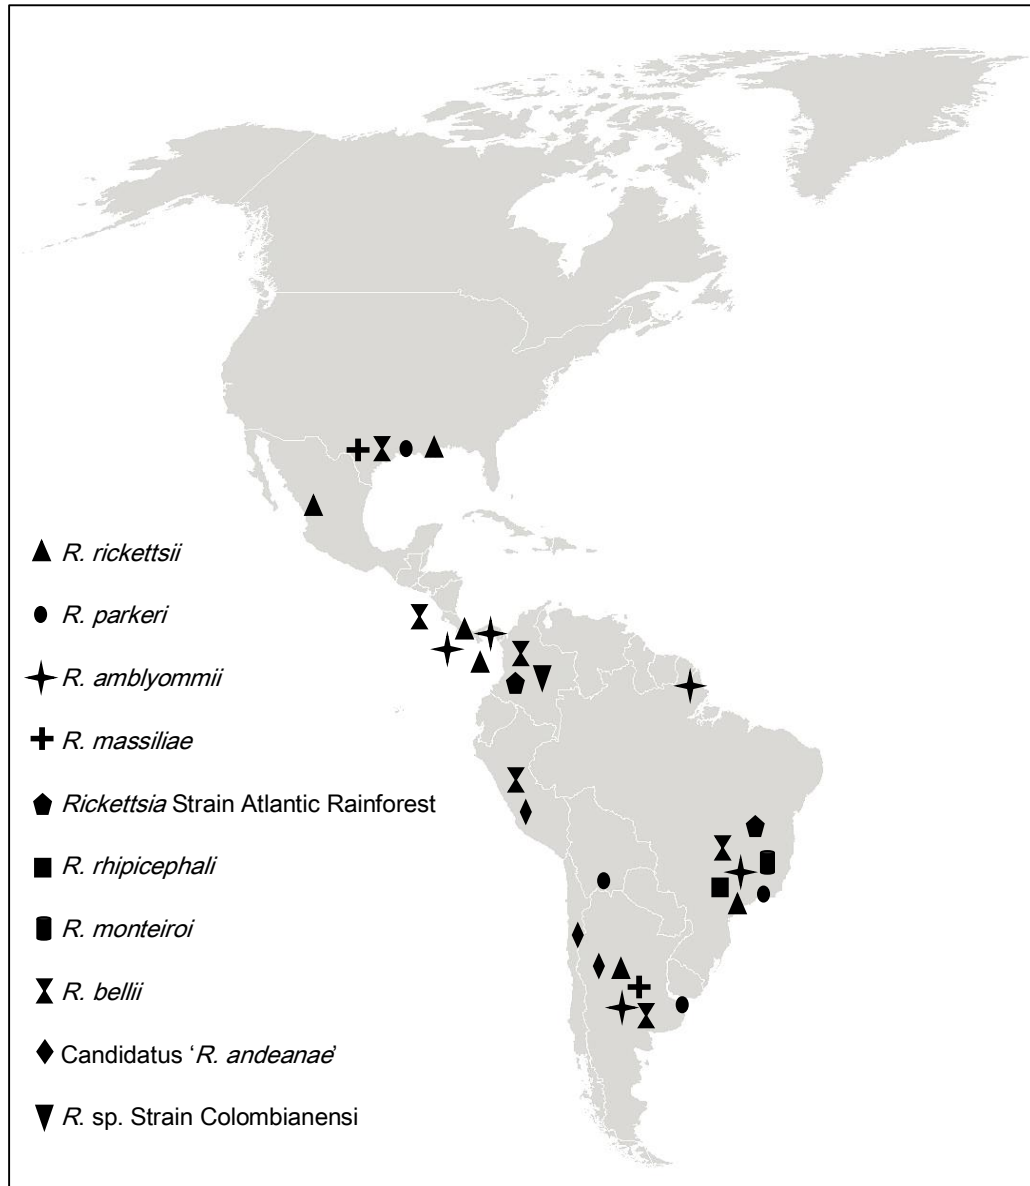 R. rickettsii
R. parkeri
R. amblyommii
R. massiliae
Rickettsia Strain Atlantic Rainforest
R. rhipicephali
R. monteiroi
R. bellii
Candidatus ‘R. andeanae’
R. sp. Strain Colombianensi